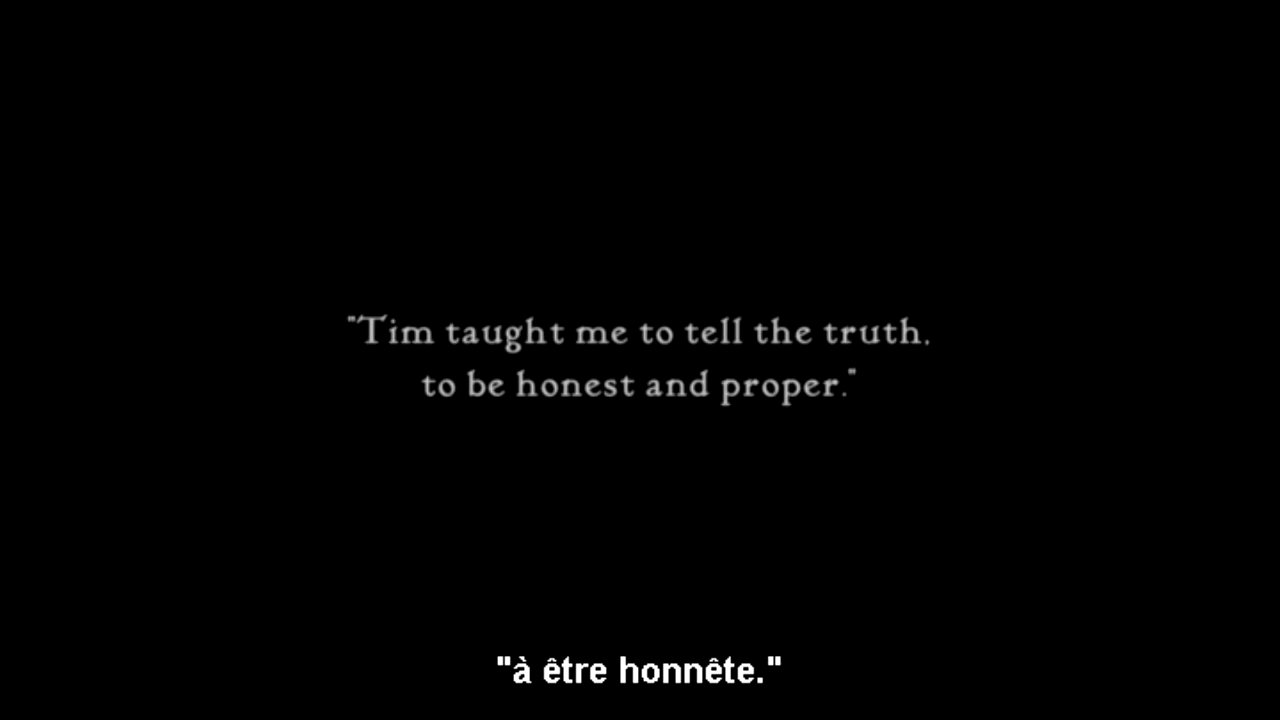 "Tim taught me to tell the truth,
to be honest and proper."
"à être honnête."